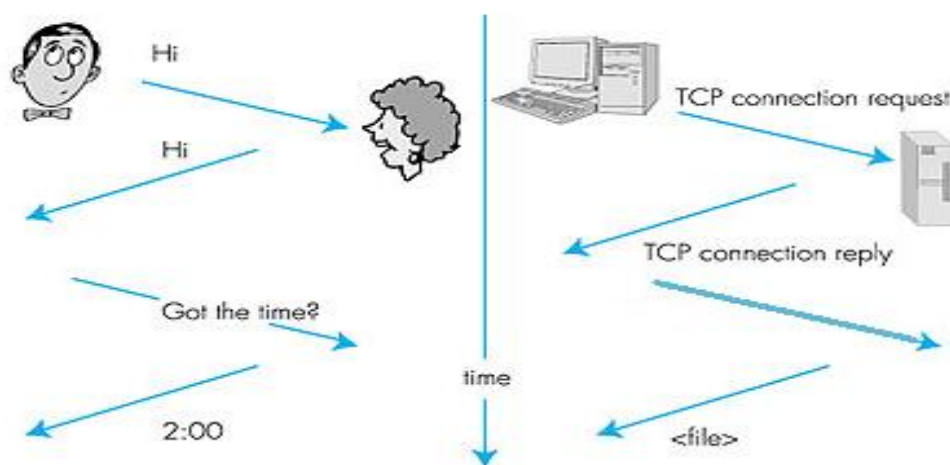 Hi
Hi
Got the time?
2:00
time
TCP connection request
TCP connection reply
<file>